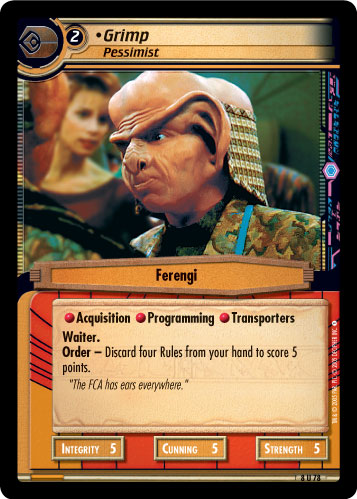 2 •Grimp
Pessimist
Ferengi
Acquisition Programming Transporters
Waiter.
Order – Discard four Rules from your hand to score 5
points.
"The FCA has ears everywhere."
INTEGRITY 5 CUNNING 5 STRENGTH 5
8 U 78